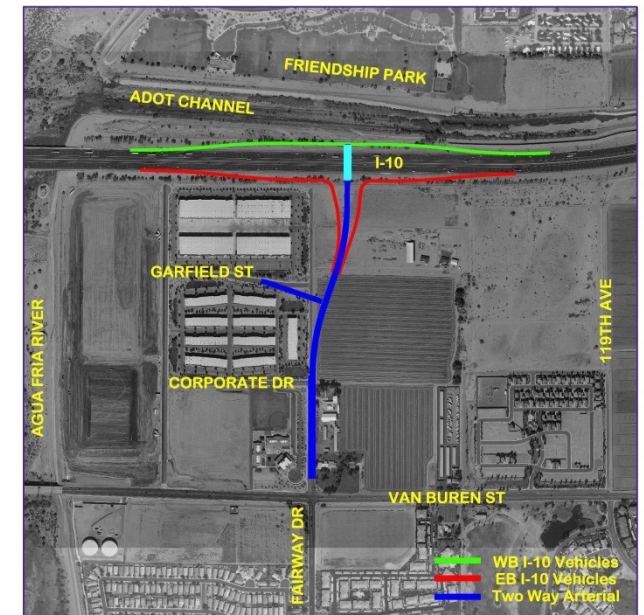 FRIENDSHIP PARK
ADOT CHANNEL
I-10
GARFIELD ST
AGUA FRIA RIVER
119TH AVE
CORPORATE DR
VAN BUREN ST
FAIRWAY DR
WB I-10 Vehicles
EB I-10 Vehicles
Two Way Arterial